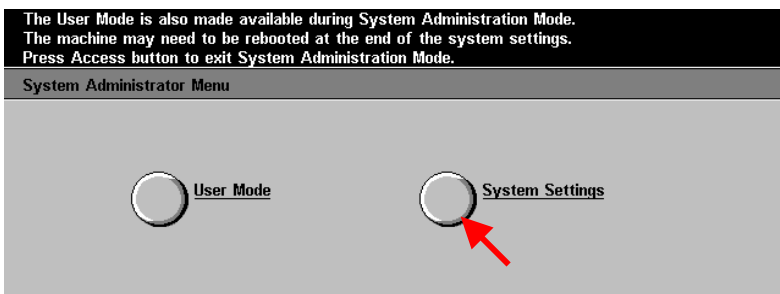 The User Mode is also made available during System Administration Mode.
The machine may need to be rebooted at the end of the system settings.
Press Access button to exit System Administration Mode.
System Administrator Menu
User Mode
System Settings